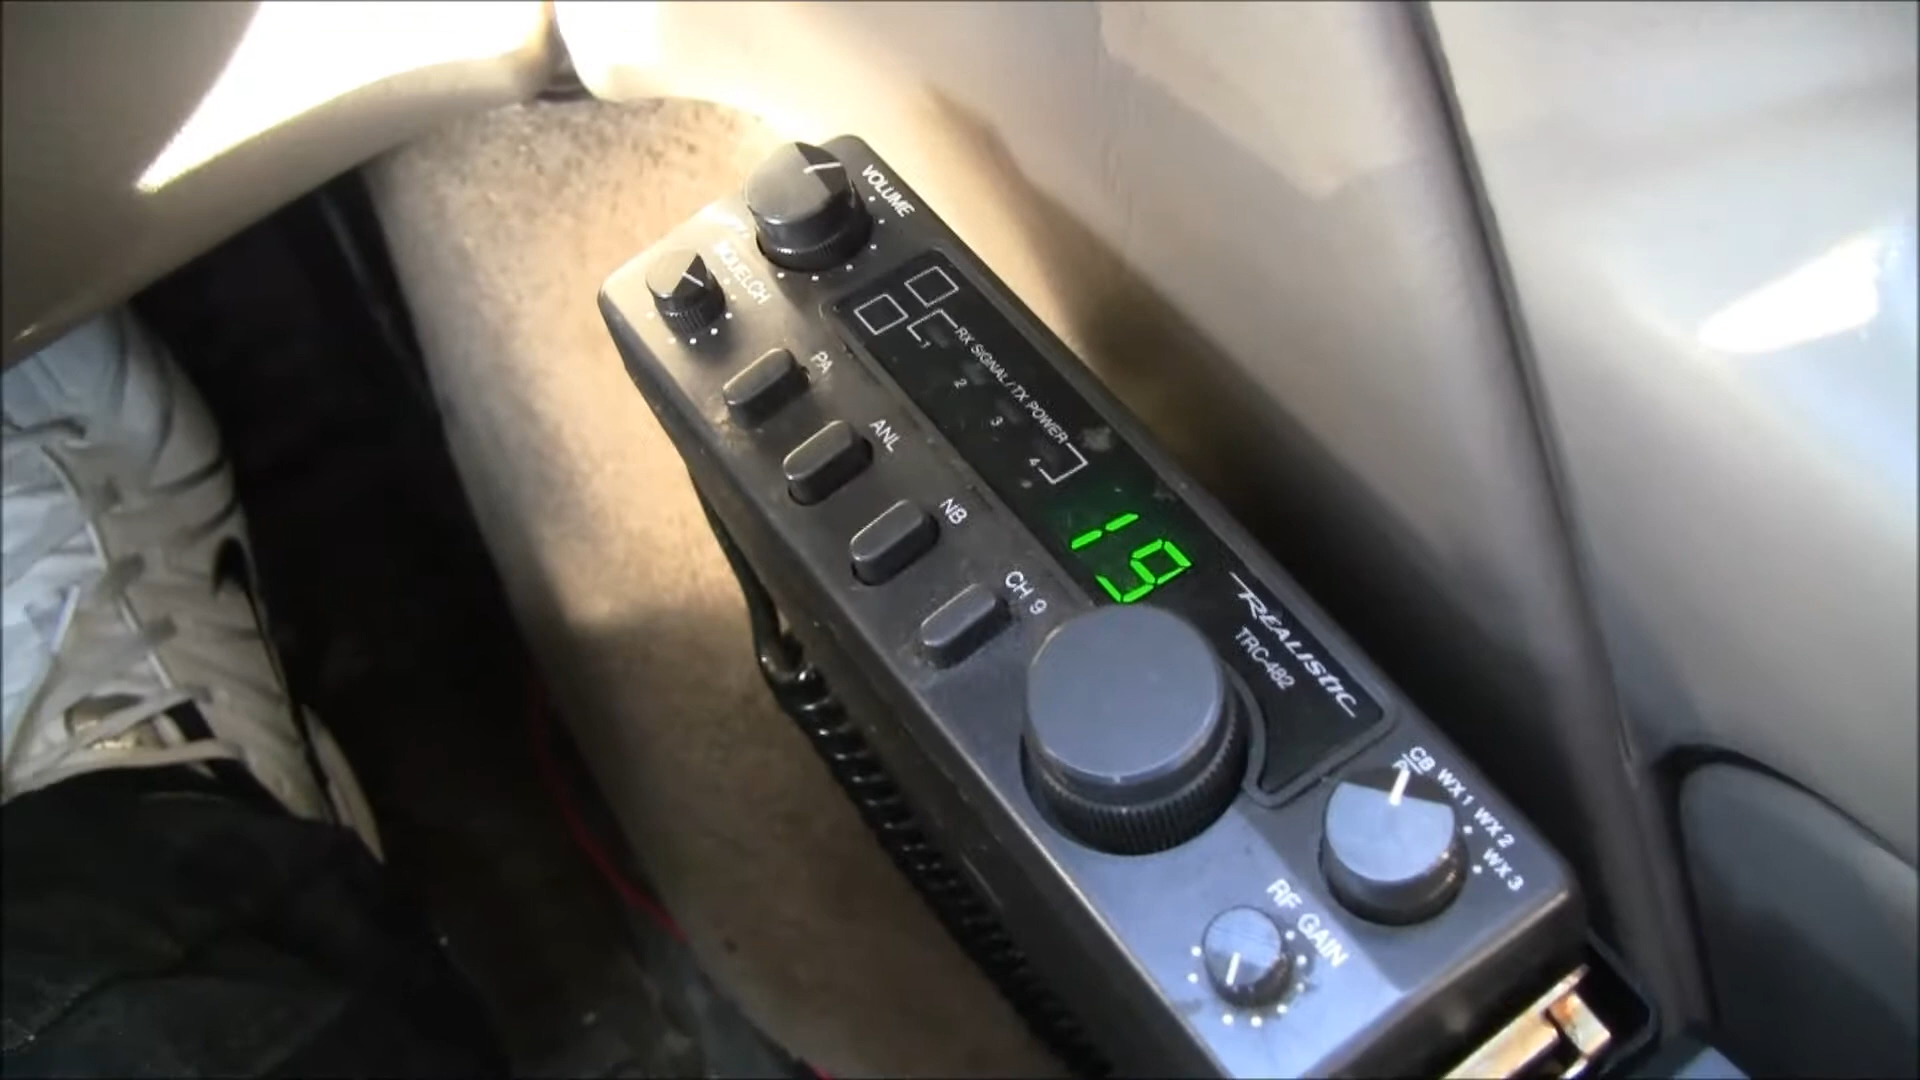 VOLUME
SQUELCH
PA
ANL
NB
CH 9
RX SIGNAL/TX POWER
1
2
3
4
19
REALISTIC
TRC-482
CB
WX 1
WX 2
WX 3
RF GAIN